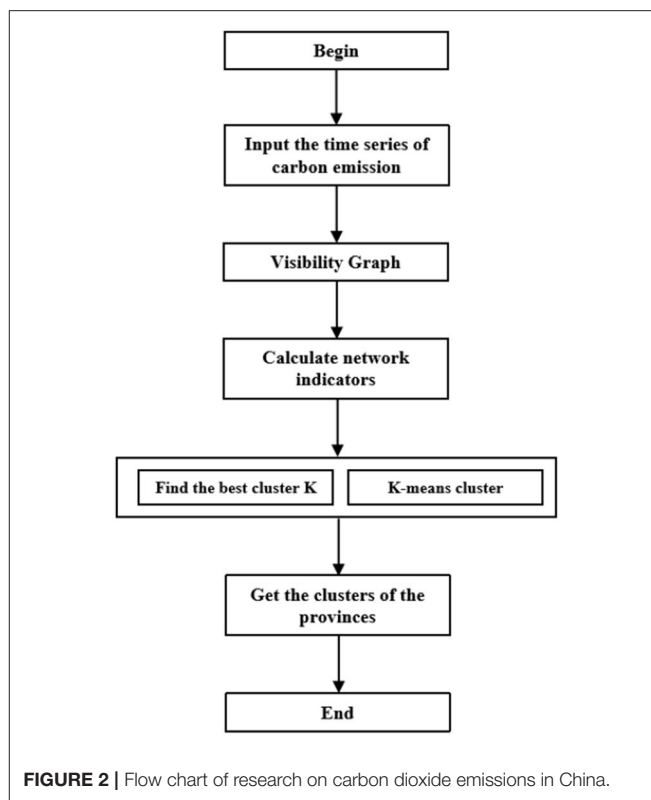 Begin
Input the time series of
carbon emission
Visibility Graph
Calculate network
indicators
Find the best cluster K
K-means cluster
Get the clusters of the
provinces
End
FIGURE 2 | Flow chart of research on carbon dioxide emissions in China.